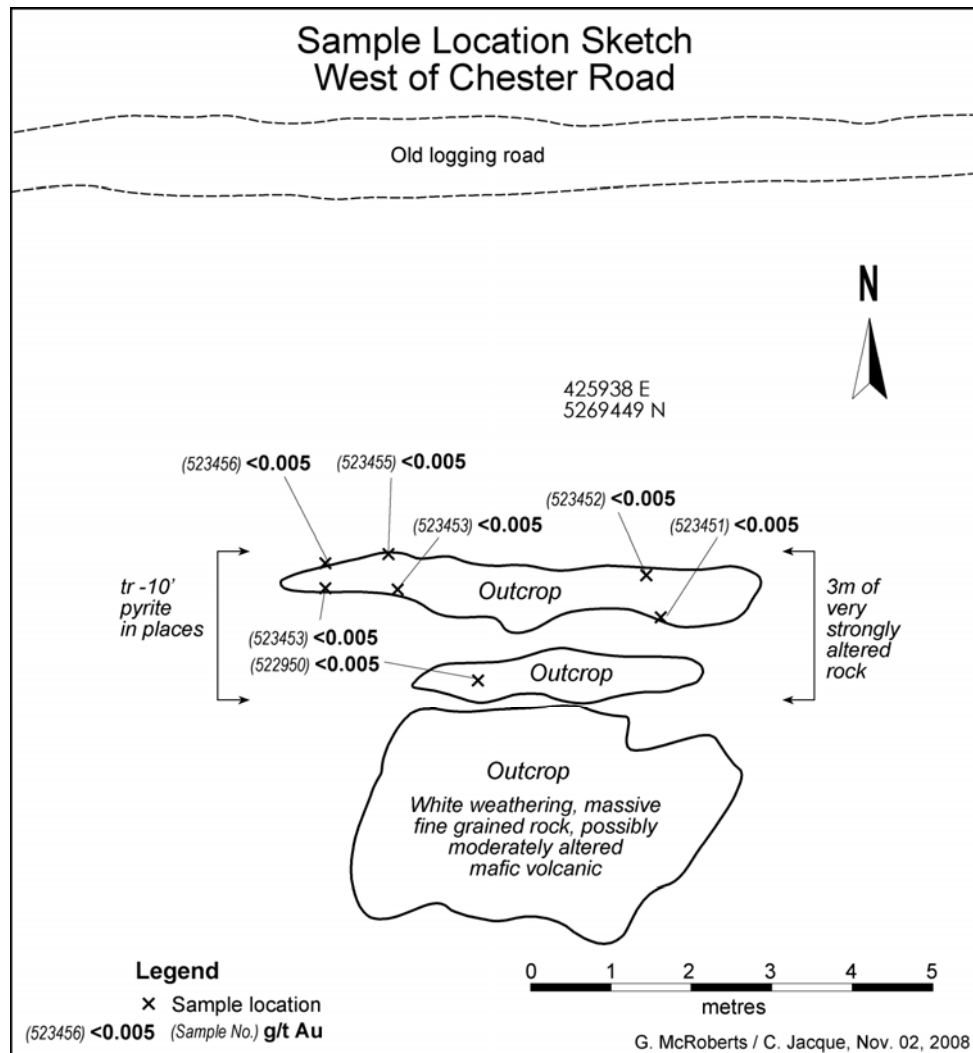 Sample Location Sketch
West of Chester Road
Old logging road
N
425938 E
5269449 N
(523456) <0.005
(523455) <0.005
(523452) <0.005
(523453) <0.005
(523451) <0.005
tr -10'
pyrite
in places
Outcrop
3m of
very
strongly
altered
rock
(523453) <0.005
(522950) <0.005
Outcrop
Outcrop
White weathering, massive
fine grained rock, possibly
moderately altered
mafic volcanic
Legend
× Sample location
(523456) <0.005 (Sample No.) g/t Au
0 1 2 3 4 5
metres
G. McRoberts / C. Jacque, Nov. 02, 2008